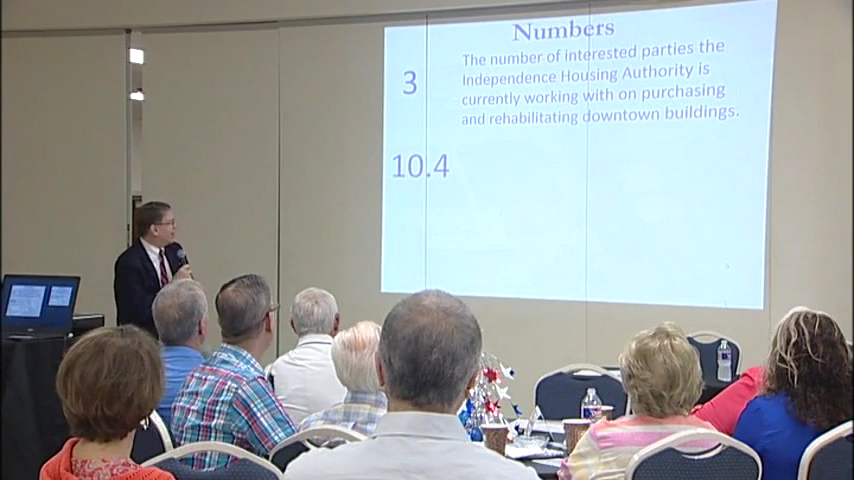 Numbers
3
The number of interested parties the
Independence Housing Authority is
currently working with on purchasing
and rehabilitating downtown buildings.
10.4